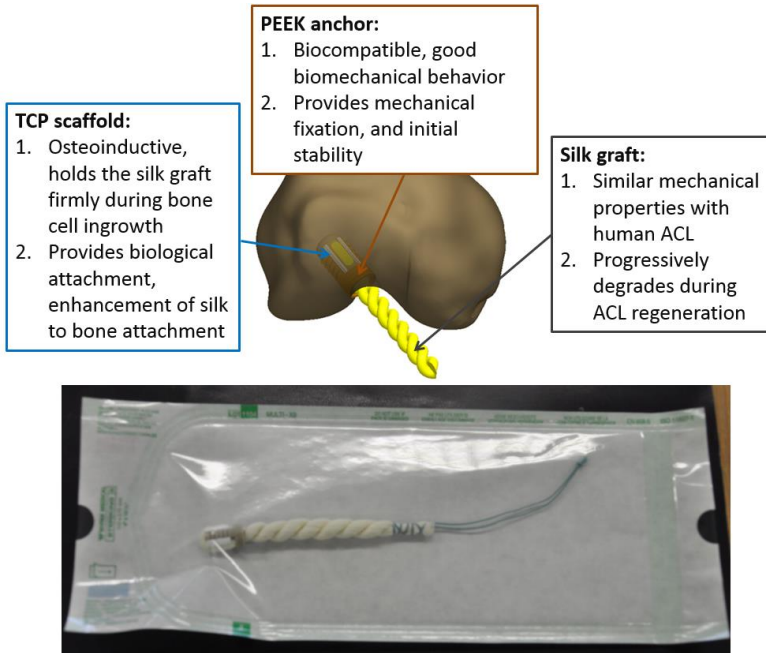 PEEK anchor:
1. Biocompatible, good
biomechanical behavior
2. Provides mechanical
fixation, and initial
stability
TCP scaffold:
1. Osteoinductive,
holds the silk graft
firmly during bone
cell ingrowth
2. Provides biological
attachment,
enhancement of silk
to bone attachment
Silk graft:
1. Similar mechanical
properties with
human ACL
2. Progressively
degrades during
ACL regeneration